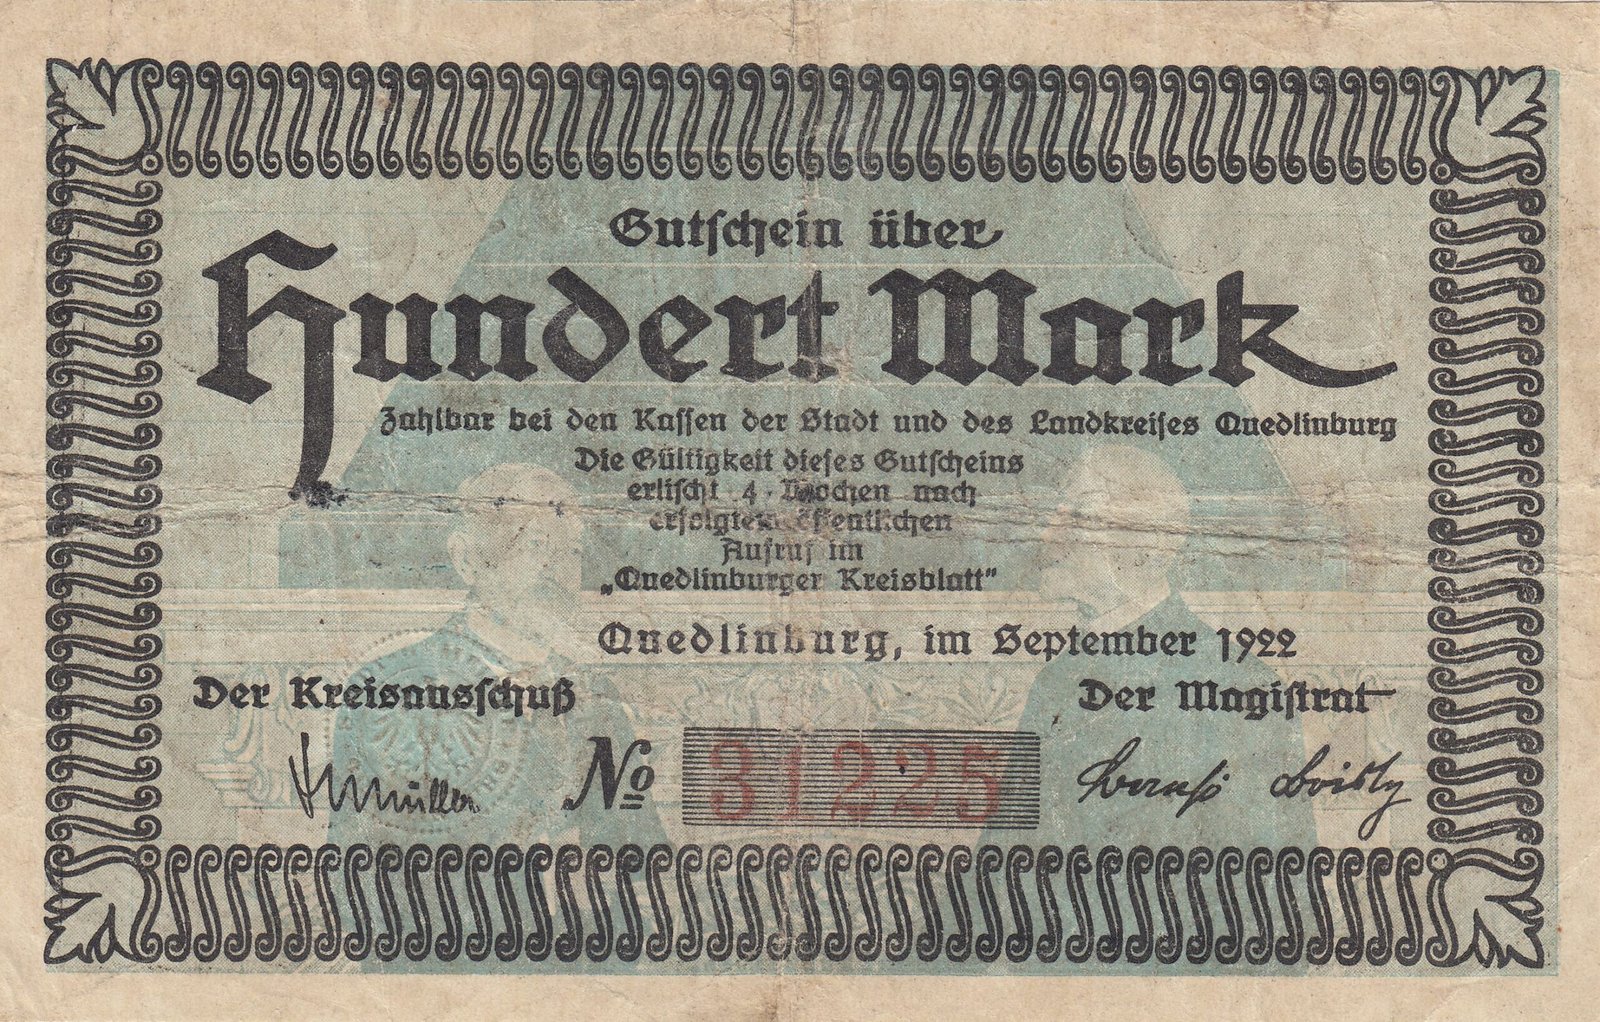 Gutschein über
Hundert Mark
Zahlbar bei den Kassen der Stadt und des Landkreises Quedlinburg
Die Gültigkeit dieses Gutscheins
erlischt 4 Wochen nach
erfolgtem öffentlichen
Aufruf im
„Quedlinburger Kreisblatt"
Quedlinburg, im September 1922
Der Kreisausschuß
Der Magistrat
No 31225
Müller